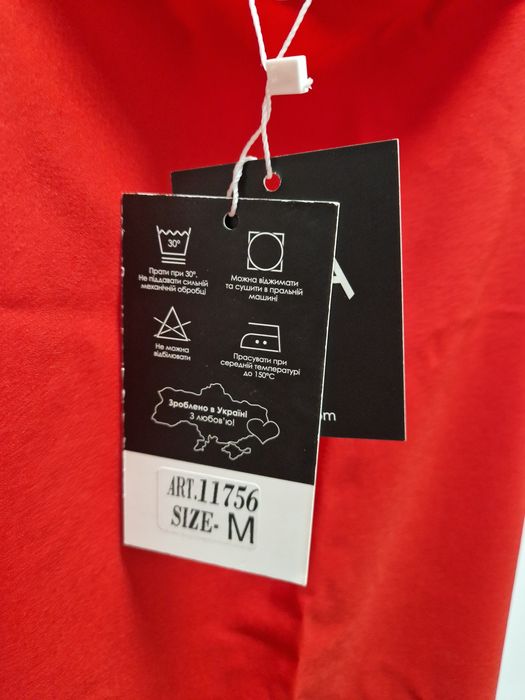 30°
Прати при 30°.
Не піддавати сильній
механічній обробці
Можна віджимати
та сушити в пральній
машині
Не можна
відбілювати
Прасувати при
середній температурі
до 150°C
Зроблено в Україні
З любов'ю!
ART.11756
SIZE- M
A
om